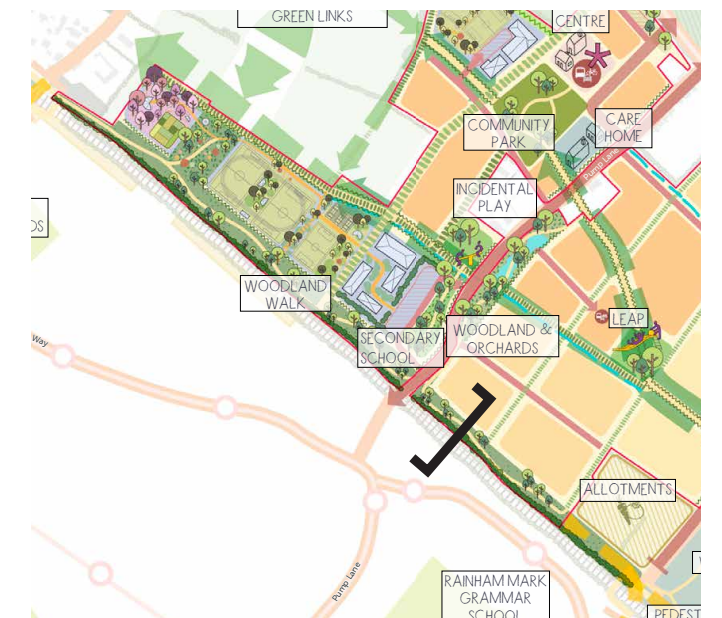 GREEN LINKS
CENTRE
COMMUNITY
PARK
CARE
HOME
Pump Lane
INCIDENTAL
PLAY
WOODLAND
WALK
SECONDARY
SCHOOL
WOODLAND &
ORCHARDS
LEAP
Way
ALLOTMENTS
Pump Lane
RAINHAM MARK
GRAMMAR
SCHOOL
PEDEST